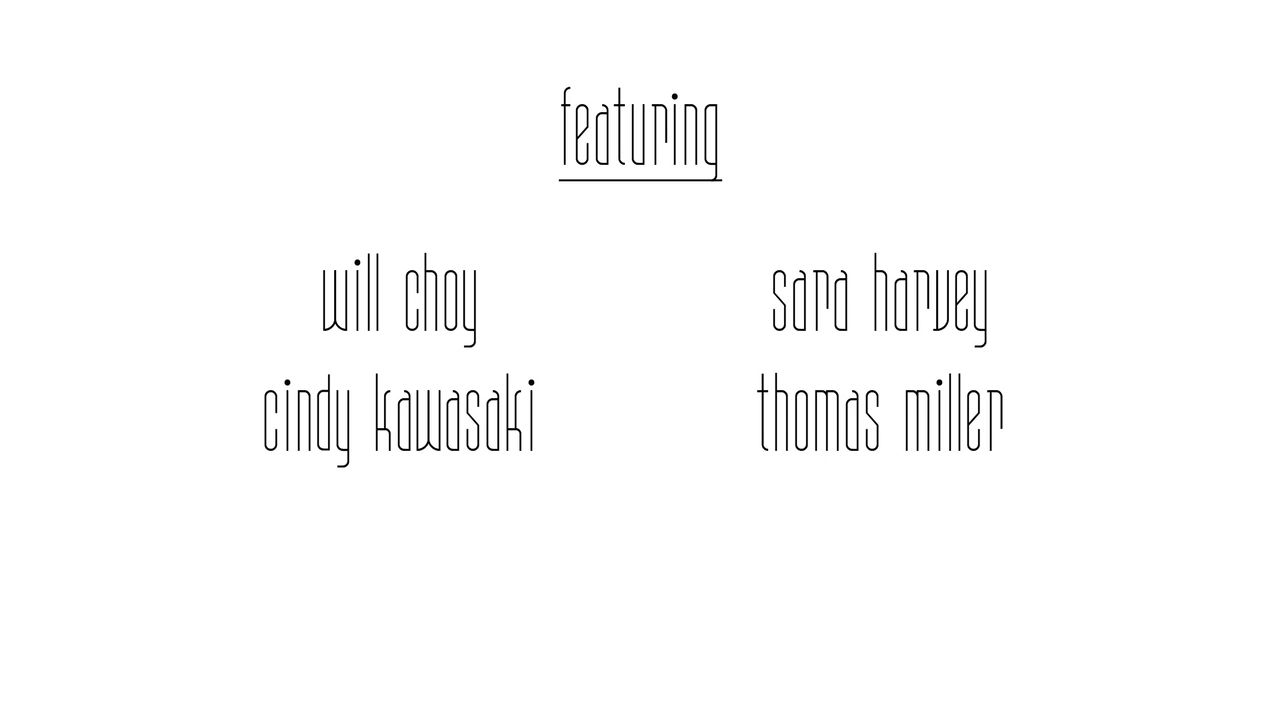 featuring
will choy
sara harvey
cindy kawasaki
thomas miller